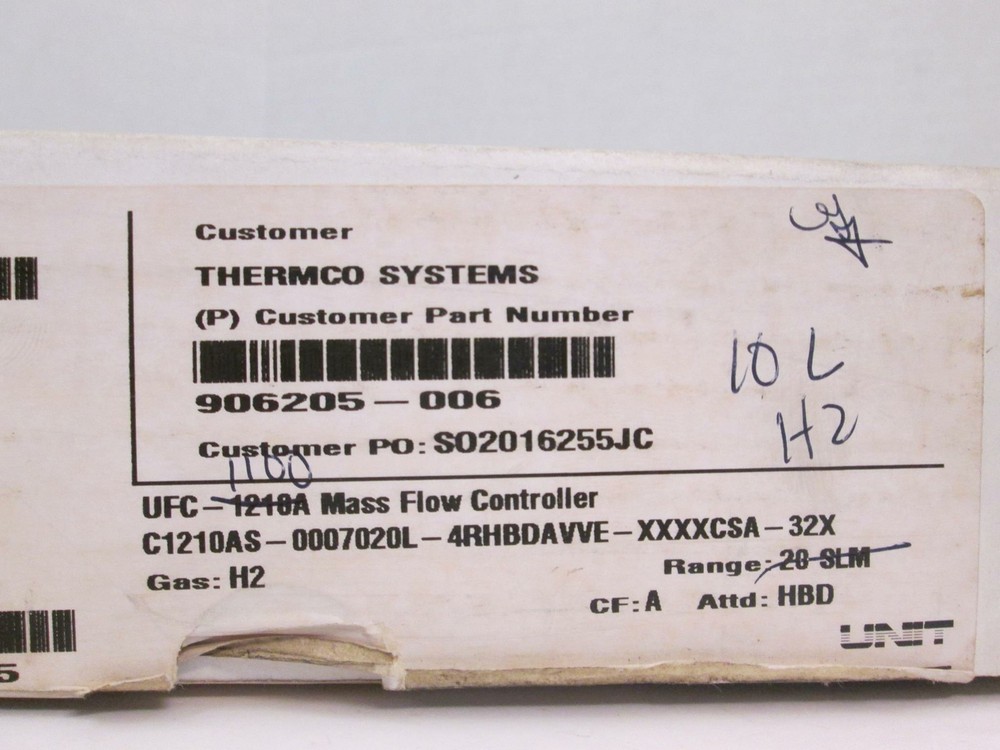 Customer
THERMCO SYSTEMS
(P) Customer Part Number
906205-006
10 L
H2
Customer PO: SO2016255JC
1100
UFC-1210A Mass Flow Controller
C1210AS-0007020L-4RHBDAVVE-XXXXCSA-32X
Range: 20 SLM
Gas: H2
CF: A Attd: HBD
UNIT
5